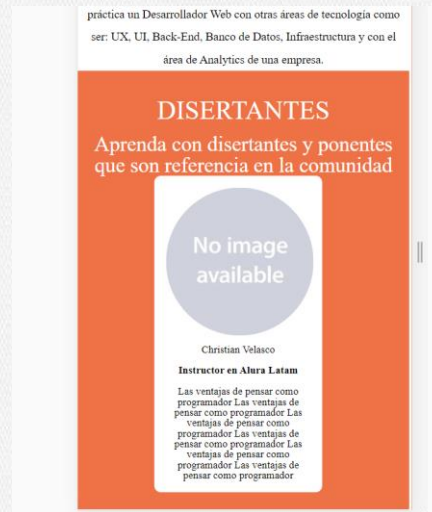 práctica un Desarrollador Web con otras áreas de tecnología como
ser: UX, UI, Back-End, Banco de Datos, Infraestructura y con el
área de Analytics de una empresa.
DISERTANTES
Aprenda con disertantes y ponentes
que son referencia en la comunidad
No image
available
Christian Velasco
Instructor en Alura Latam
Las ventajas de pensar como
programador Las ventajas de
pensar como programador Las
ventajas de pensar como
programador Las ventajas de
pensar como programador Las
ventajas de pensar como
programador Las ventajas de
pensar como programador